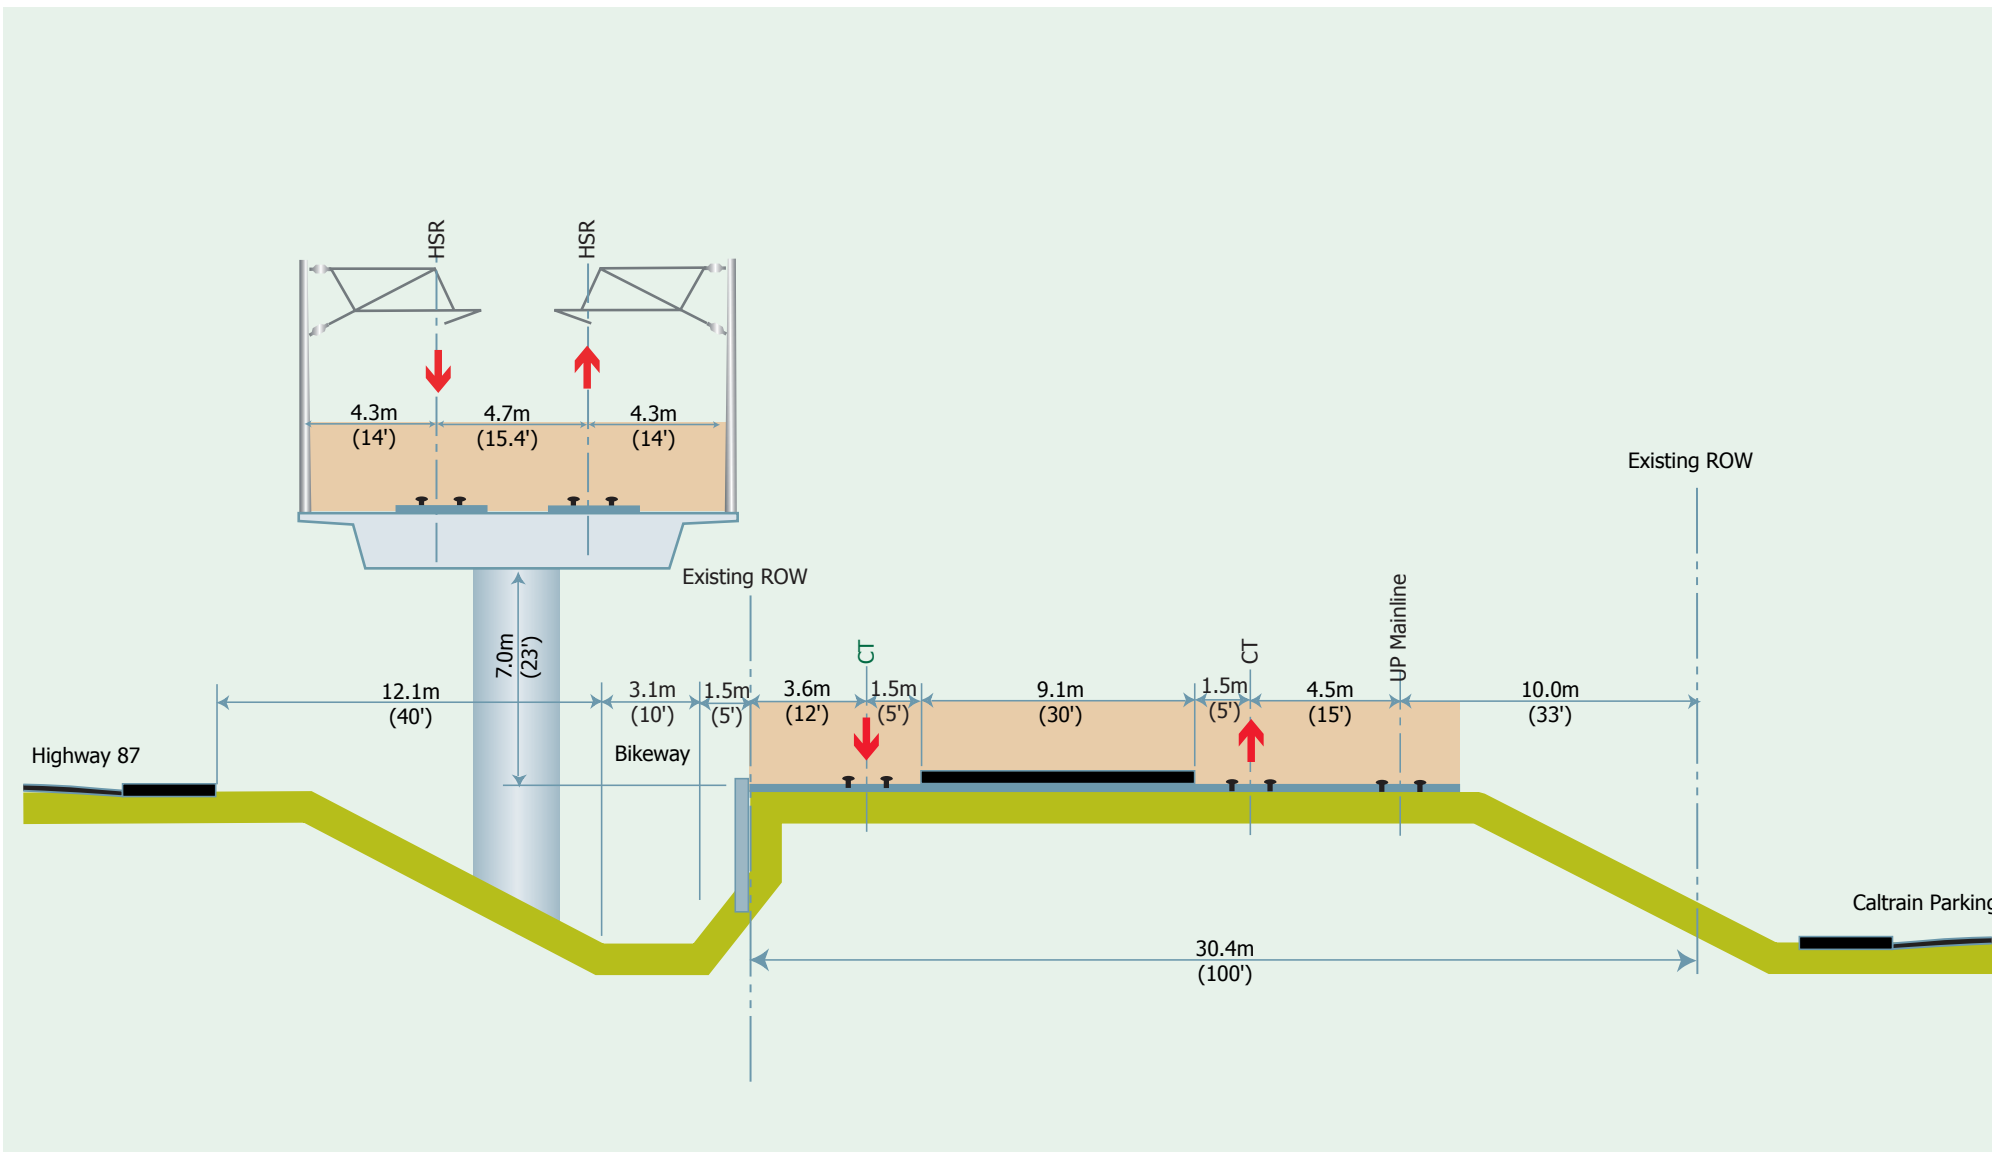 HSR
HSR
4.3m
(14')
4.7m
(15.4')
4.3m
(14')
Existing ROW
Existing ROW
7.0m
(23')
CT
CT
UP Mainline
12.1m
(40')
3.1m
(10')
1.5m
(5')
3.6m
(12')
1.5m
(5')
9.1m
(30')
1.5m
(5')
4.5m
(15')
10.0m
(33')
Highway 87
Bikeway
Caltrain Parking
30.4m
(100')